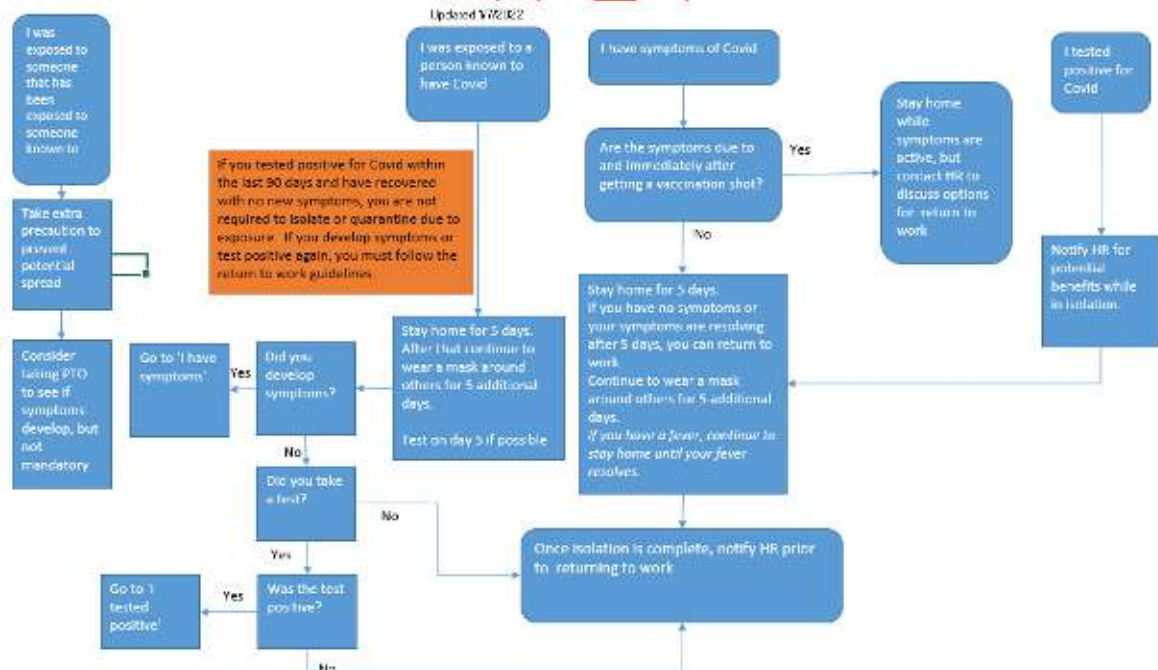 Updated 1/7/2022
I was
exposed to
someone
that has
been
exposed to
someone
known to
Take extra
precaution to
prevent
potential
spread
Consider
taking PTO
to see if
symptoms
develop, but
not
mandatory
I was exposed to a
person known to
have Covid
If you tested positive for Covid within
the last 90 days and have recovered
with no new symptoms, you are not
required to isolate or quarantine due to
exposure. If you develop symptoms or
test positive again, you must follow the
return to work guidelines
Stay home for 5 days.
After that continue to
wear a mask around
others for 5 additional
days.
Test on day 5 if possible
Did you
develop
symptoms?
Yes
Go to 'I have
symptoms'.
No
Did you take
a test?
No
Yes
Was the test
positive?
Yes
Go to 'I
tested
positive'
No
I have symptoms of Covid
Are the symptoms due to
and immediately after
getting a vaccination shot?
Yes
Stay home
while
symptoms are
active, but
contact HR to
discuss options
for return to
work
No
Stay home for 5 days.
If you have no symptoms or
your symptoms are resolving
after 5 days, you can return to
work
Continue to wear a mask
around others for 5 additional
days.
If you have a fever, continue to
stay home until your fever
resolves.
I tested
positive for
Covid
Notify HR for
potential
benefits while
in isolation.
Once isolation is complete, notify HR prior
to returning to work